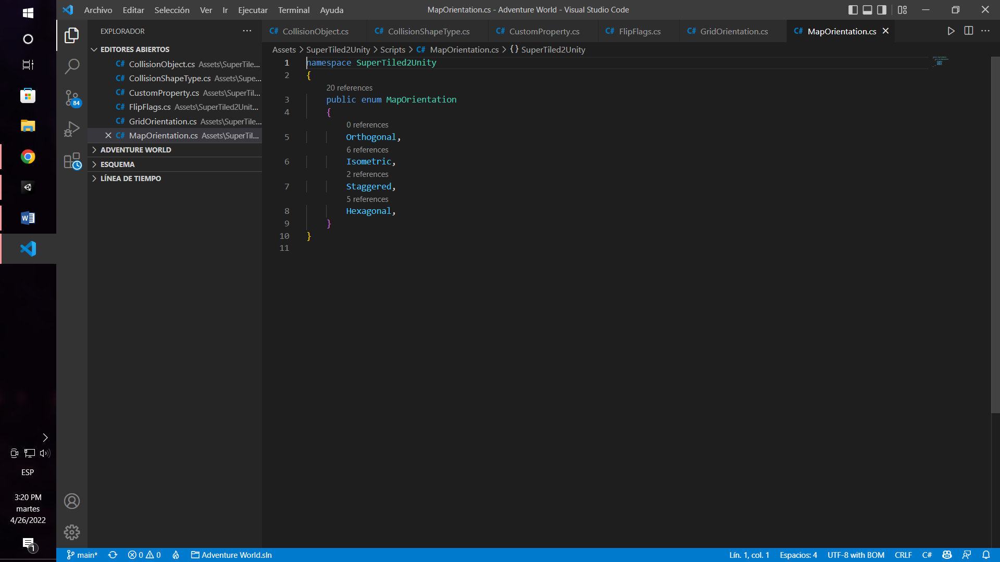 Archivo Editar Selección Ver Ir Ejecutar Terminal Ayuda
MapOrientation.cs - Adventure World - Visual Studio Code
EXPLORADOR
EDITORES ABIERTOS
C# CollisionObject.cs Assets\SuperTile...
C# CollisionShapeType.cs Assets\Supe...
C# CustomProperty.cs Assets\SuperTil...
C# FlipFlags.cs Assets\SuperTiled2Unit...
C# GridOrientation.cs Assets\SuperTile...
C# MapOrientation.cs Assets\SuperTil...
ADVENTURE WORLD
ESQUEMA
LÍNEA DE TIEMPO
84
C# CollisionObject.cs
C# CollisionShapeType.cs
C# CustomProperty.cs
C# FlipFlags.cs
C# GridOrientation.cs
C# MapOrientation.cs
Assets > SuperTiled2Unity > Scripts > C# MapOrientation.cs > {} SuperTiled2Unity
1 namespace SuperTiled2Unity
2 {
20 references
3 public enum MapOrientation
4 {
0 references
5 Orthogonal,
6 references
6 Isometric,
2 references
7 Staggered,
5 references
8 Hexagonal,
9 }
10 }
11
ESP
3:20 PM
martes
4/26/2022
1
main* 0 0 Adventure World.sln
Lín. 1, col. 1 Espacios: 4 UTF-8 with BOM CRLF C#